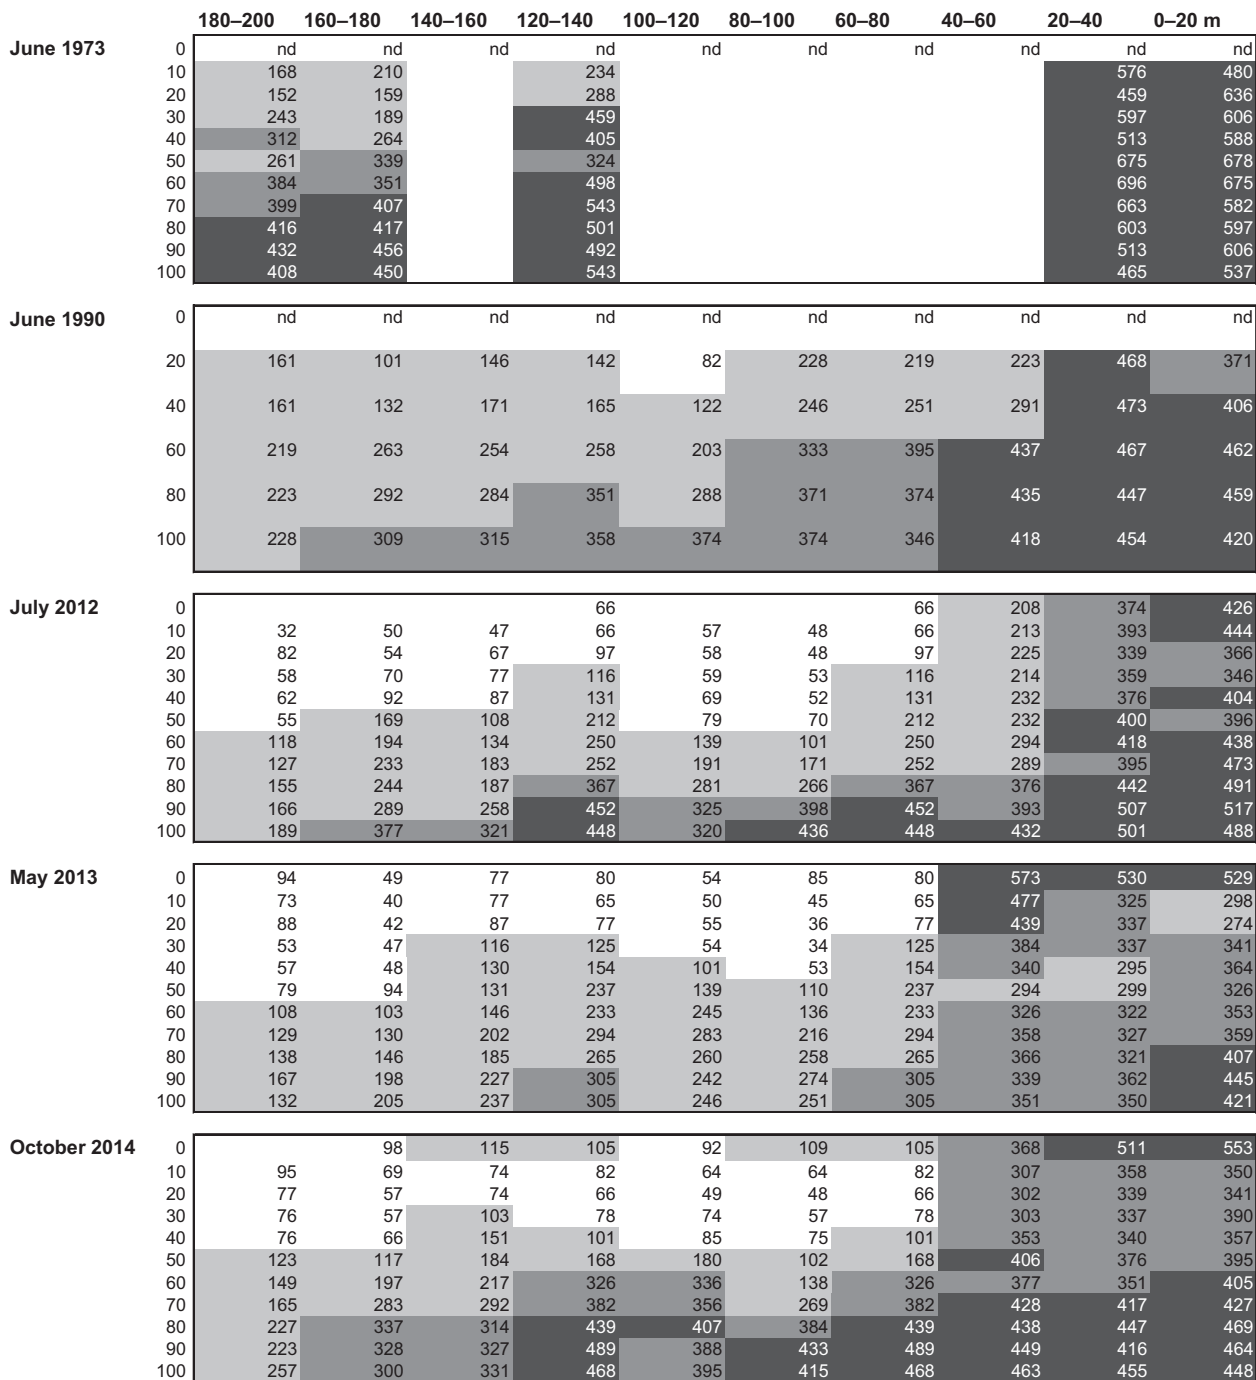 180–200 160–180 140–160 120–140 100–120 80–100 60–80 40–60 20–40 0–20 m
June 1973 0 nd nd nd nd nd nd nd nd nd nd
10 168 210 234 576 480
20 152 159 288 459 636
30 243 189 459 597 606
40 312 264 405 513 588
50 261 339 324 675 678
60 384 351 498 696 675
70 399 407 543 663 582
80 416 417 501 603 597
90 432 456 492 513 606
100 408 450 543 465 537
June 1990 0 nd nd nd nd nd nd nd nd nd nd
20 161 101 146 142 82 228 219 223 468 371
40 161 132 171 165 122 246 251 291 473 406
60 219 263 254 258 203 333 395 437 467 462
80 223 292 284 351 288 371 374 435 447 459
100 228 309 315 358 374 374 346 418 454 420
July 2012 0 66 66 208 374 426
10 32 50 47 66 57 48 66 213 393 444
20 82 54 67 97 58 48 97 225 339 366
30 58 70 77 116 59 53 116 214 359 346
40 62 92 87 131 69 52 131 232 376 404
50 55 169 108 212 79 70 212 232 400 396
60 118 194 134 250 139 101 250 294 418 438
70 127 233 183 252 191 171 252 289 395 473
80 155 244 187 367 281 266 367 376 442 491
90 166 289 258 452 325 398 452 393 507 517
100 189 377 321 448 320 436 448 432 501 488
May 2013 0 94 49 77 80 54 85 80 573 530 529
10 73 40 77 65 50 45 65 477 325 298
20 88 42 87 77 55 36 77 439 337 274
30 53 47 116 125 54 34 125 384 337 341
40 57 48 130 154 101 53 154 340 295 364
50 79 94 131 237 139 110 237 294 299 326
60 108 103 146 233 245 136 233 326 322 353
70 129 130 202 294 283 216 294 358 327 359
80 138 146 185 265 260 258 265 366 321 407
90 167 198 227 305 242 274 305 339 362 445
100 132 205 237 305 246 251 305 351 350 421
October 2014 0 98 115 105 92 109 105 368 511 553
10 95 69 74 82 64 64 82 307 358 350
20 77 57 74 66 49 48 66 302 339 341
30 76 57 103 78 74 57 78 303 337 390
40 76 66 151 101 85 75 101 353 340 357
50 123 117 184 168 180 102 168 406 376 395
60 149 197 217 326 336 138 326 377 351 405
70 165 283 292 382 356 269 382 428 417 427
80 227 337 314 439 407 384 439 438 447 469
90 223 328 327 489 388 433 489 449 416 464
100 257 300 331 468 395 415 468 463 455 448